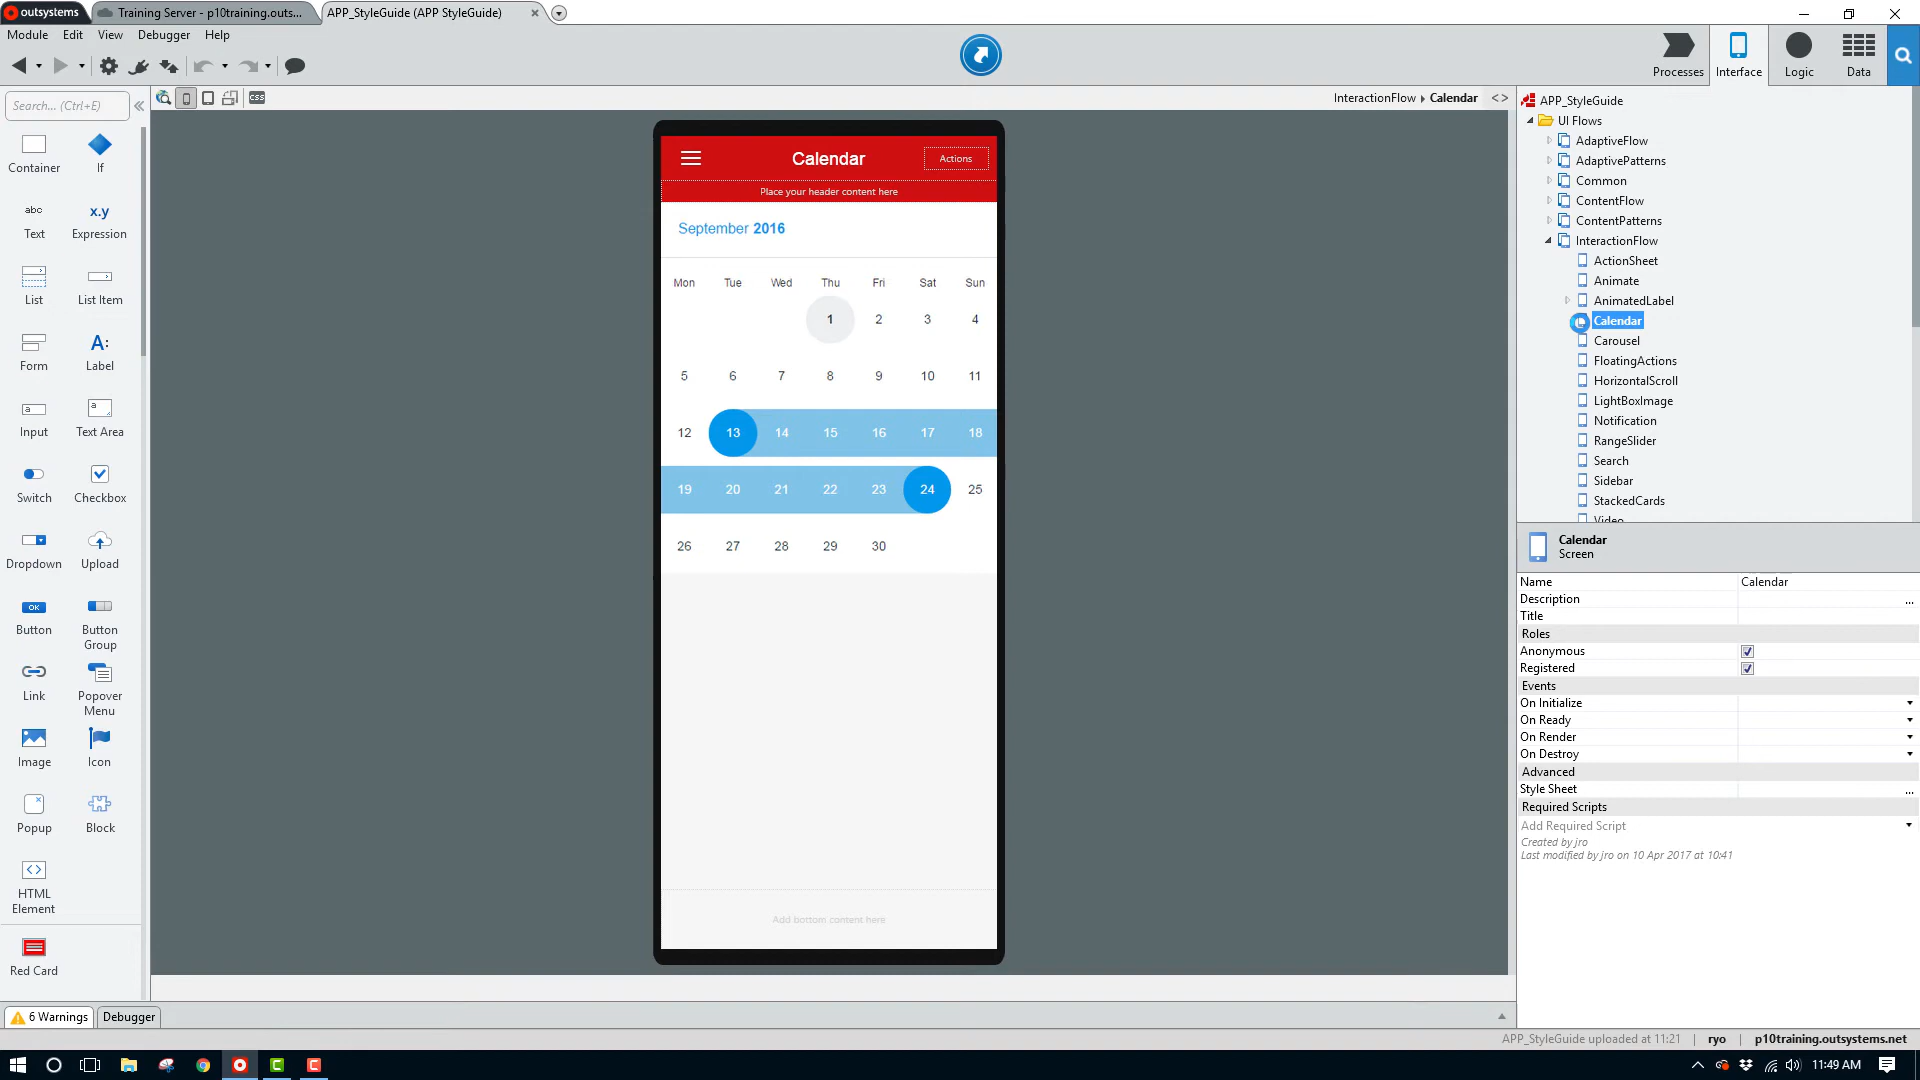 outsystems
Training Server - p10training.outs...
APP_StyleGuide (APP StyleGuide)
Module Edit View Debugger Help
Processes Interface Logic Data
Search... (Ctrl+E)
css
InteractionFlow Calendar <>
Container If
abc x.y
Text Expression
List List Item
A:
Form Label
a a
Input Text Area
Switch Checkbox
Dropdown Upload
OK
Button Button Group
Link Popover Menu
Image Icon
Popup Block
HTML Element
Red Card
Calendar
Actions
Place your header content here
September 2016
Mon Tue Wed Thu Fri Sat Sun
1 2 3 4
5 6 7 8 9 10 11
12 13 14 15 16 17 18
19 20 21 22 23 24 25
26 27 28 29 30
Add bottom content here
APP_StyleGuide
UI Flows
AdaptiveFlow
AdaptivePatterns
Common
ContentFlow
ContentPatterns
InteractionFlow
ActionSheet
Animate
AnimatedLabel
Calendar
Carousel
FloatingActions
HorizontalScroll
LightBoxImage
Notification
RangeSlider
Search
Sidebar
StackedCards
Video
Calendar
Screen
Name Calendar
Description ...
Title
Roles
Anonymous
Registered
Events
On Initialize
On Ready
On Render
On Destroy
Advanced
Style Sheet ...
Required Scripts
Add Required Script
Created by jro
Last modified by jro on 10 Apr 2017 at 10:41
6 Warnings Debugger
APP_StyleGuide uploaded at 11:21 | ryo | p10training.outsystems.net
11:49 AM